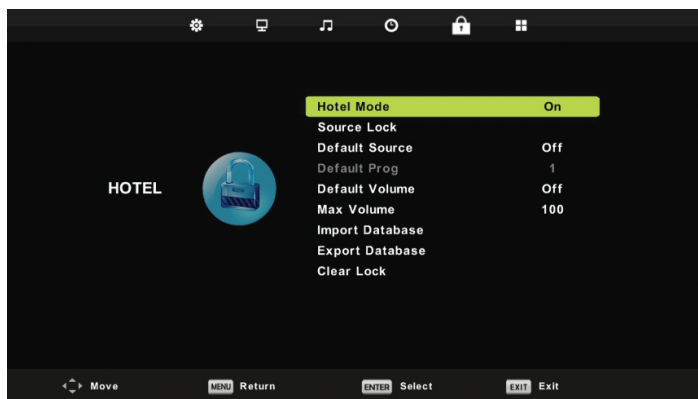 Hotel Mode On
Source Lock
Default Source Off
Default Prog 1
HOTEL
Default Volume Off
Max Volume 100
Import Database
Export Database
Clear Lock
Move MENU Return ENTER Select EXIT Exit